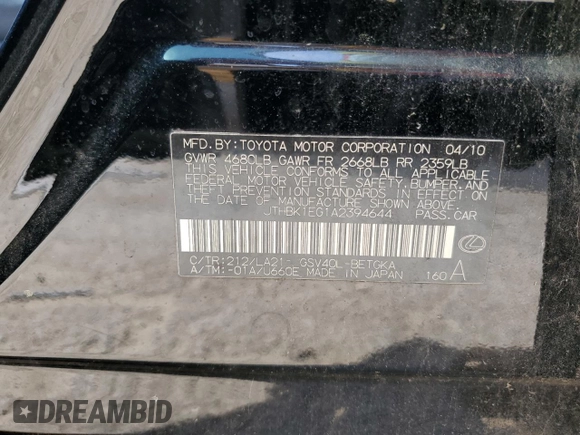 MFD.BY:TOYOTA MOTOR CORPORATION 04/10
GVWR 4680LB GAWR FR 2668LB RR 2359LB
THIS VEHICLE CONFORMS TO ALL APPLICABLE
FEDERAL MOTOR VEHICLE SAFETY, BUMPER, AND
THEFT PREVENTION STANDARDS IN EFFECT ON
THE DATE OF MANUFACTURE SHOWN ABOVE.
JTHBK1EG1A2394644 PASS.CAR
C/TR:212/LA21- GSV40L-BETGKA
A/TM:-01A/U660E MADE IN JAPAN 160 A
DREAMBID